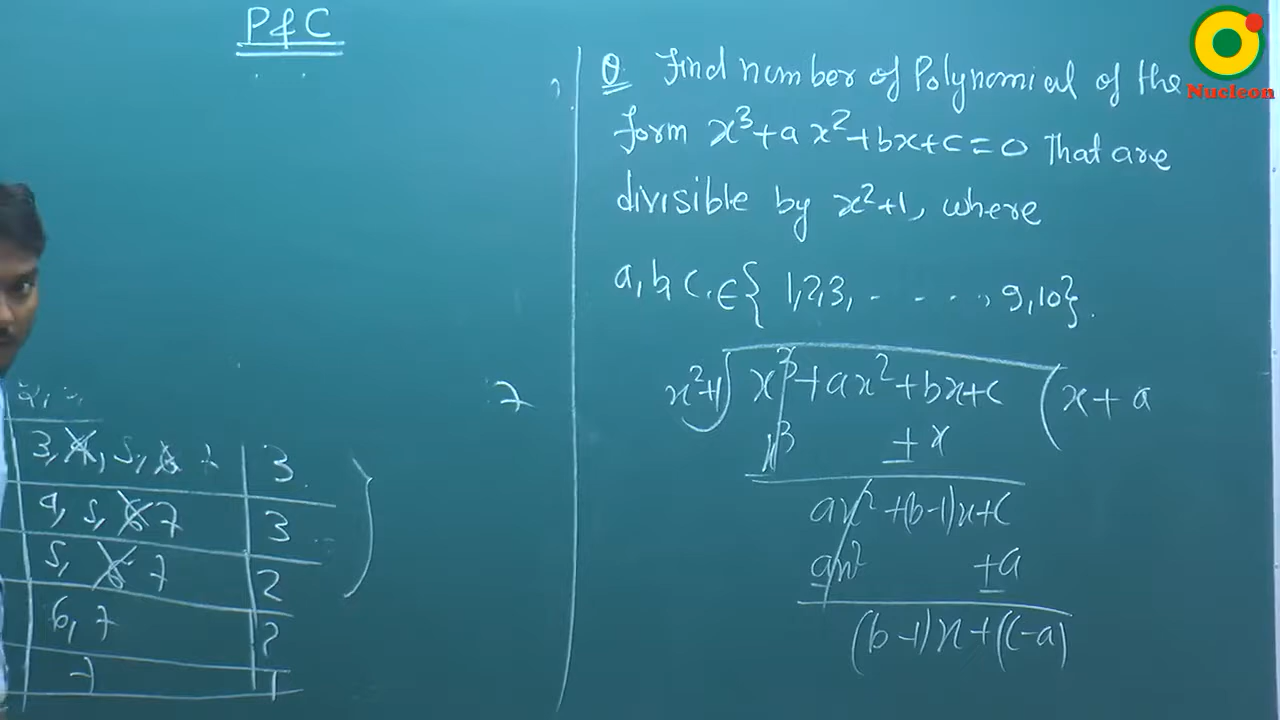 P & C
Q. Find number of Polynomial of the
form x³+ax²+bx+c=0 That are
divisible by x²+1, where
a, b, c, ∈ { 1,2,3, - - - -, 9,10}.
x²+1 ) x³+ax²+bx+c ( x+a
x³ ± x
ax²+(b-1)x+c
ax² ± a
(b-1)x+(c-a)
7
3, 4, 5, 6, 7 3
4, 5, 6, 7 3
5, 6, 7 2
6, 7 2
7 1
Nucleon